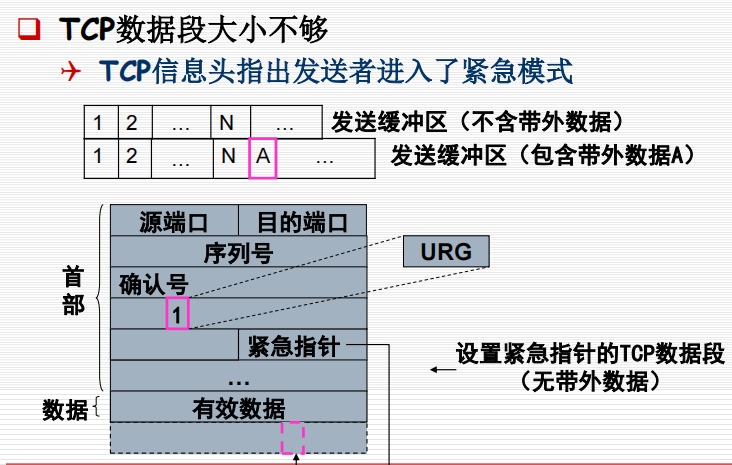 TCP数据段大小不够
TCP信息头指出发送者进入了紧急模式
1 2 … N … 发送缓冲区（不含带外数据）
1 2 … N A … 发送缓冲区（包含带外数据A）
源端口 目的端口
序列号
URG
首部
确认号
1
紧急指针
设置紧急指针的TCP数据段
（无带外数据）
…
数据
有效数据